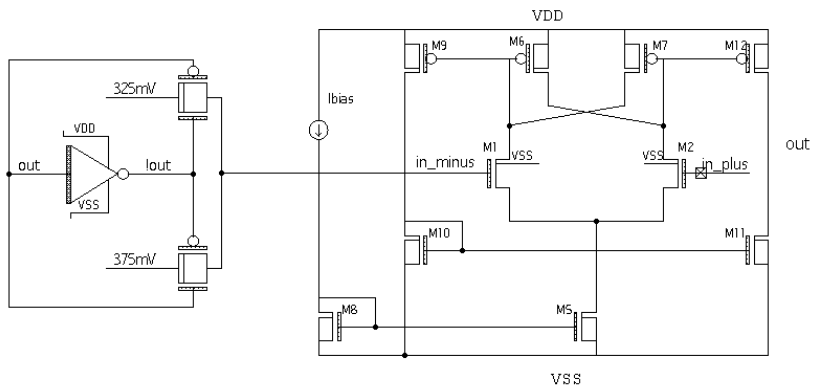 VDD
M9
M6
M7
M12
325mV
Ibias
VDD
out
Iout
VSS
in_minus
M1
VSS
VSS
M2
in_plus
out
375mV
M10
M11
M8
M5
VSS